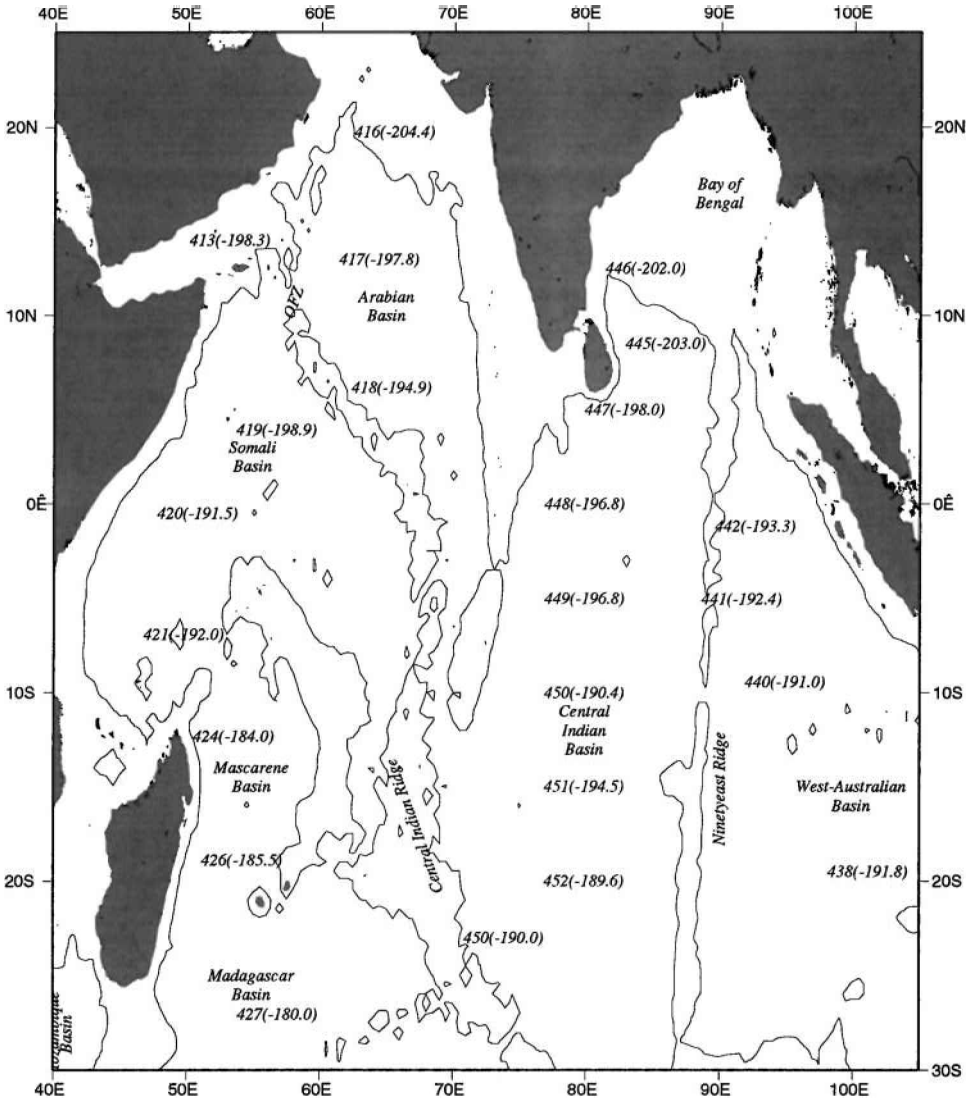 40E 50E 60E 70E 80E 90E 100E
20N 20N
416(-204.4)
Bay of
Bengal
413(-198.3)
417(-197.8)
446(-202.0)
OFZ
Arabian
Basin
10N 10N
445(-203.0)
418(-194.9)
447(-198.0)
419(-198.9)
Somali
Basin
0É 0É
448(-196.8)
420(-191.5)
442(-193.3)
449(-196.8)
441(-192.4)
421(-192.0)
440(-191.0)
10S 10S
450(-190.4)
Central
Indian
Basin
424(-184.0)
Mascarene
Basin
Central Indian Ridge
Ninetyeast Ridge
451(-194.5)
West-Australian
Basin
426(-185.5)
438(-191.8)
20S 20S
452(-189.6)
450(-190.0)
Madagascar
Basin
427(-180.0)
Basin
30S
40E 50E 60E 70E 80E 90E 100E